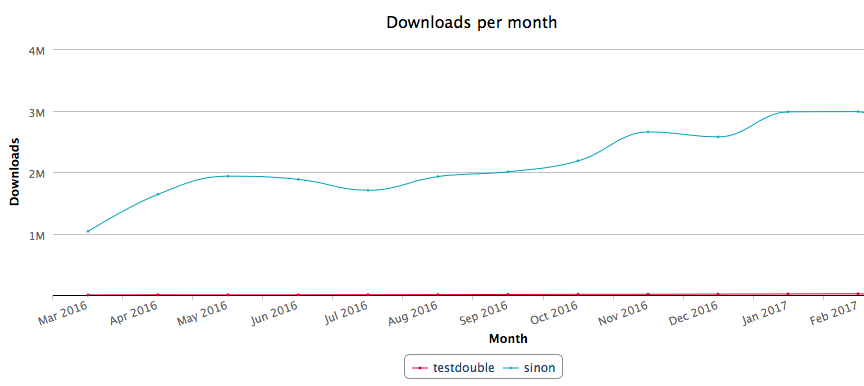 Downloads per month
4M
3M
2M
1M
Downloads
Mar 2016 Apr 2016 May 2016 Jun 2016 Jul 2016 Aug 2016 Sep 2016 Oct 2016 Nov 2016 Dec 2016 Jan 2017 Feb 2017
Month
testdouble sinon